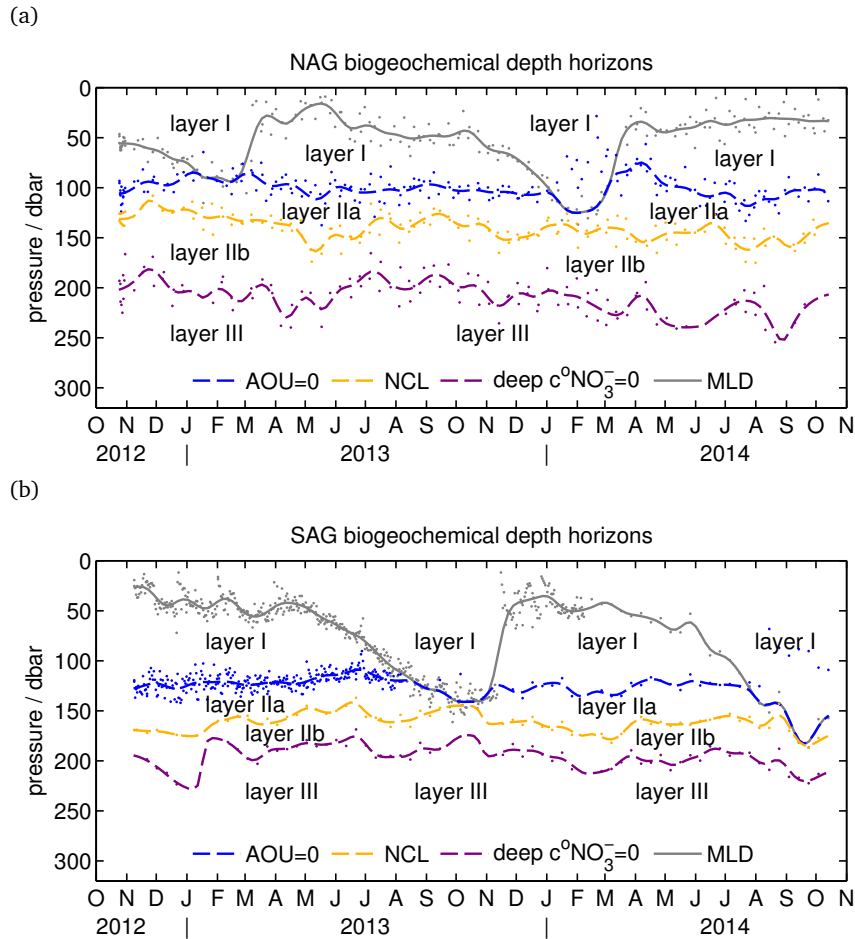 (a)
NAG biogeochemical depth horizons
0
50
100
150
200
250
300
pressure / dbar
layer I
layer I
layer I
layer I
layer IIa
layer IIa
layer IIb
layer IIb
layer III
layer III
AOU=0 NCL deep c⁰NO₃⁻=0 MLD
O N D J F M A M J J A S O N D J F M A M J J A S O N
2012 | 2013 | 2014
(b)
SAG biogeochemical depth horizons
0
50
100
150
200
250
300
pressure / dbar
layer I layer I layer I layer I
layer IIa layer IIa
layer IIb layer IIb
layer III layer III layer III
AOU=0 NCL deep c⁰NO₃⁻=0 MLD
O N D J F M A M J J A S O N D J F M A M J J A S O N
2012 | 2013 | 2014